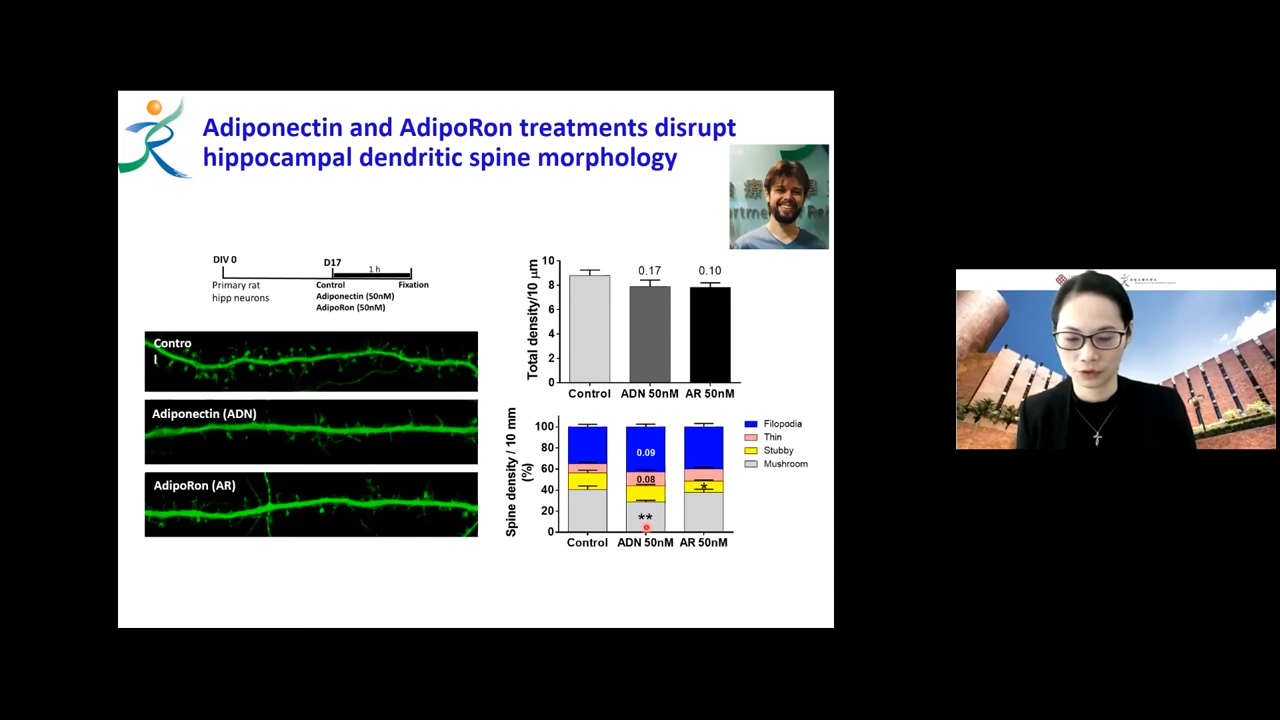 Adiponectin and AdipoRon treatments disrupt
hippocampal dendritic spine morphology
DIV 0
D17
1 h
Primary rat
hipp neurons
Control
Adiponectin (50nM)
AdipoRon (50nM)
Fixation
Contro
l
Adiponectin (ADN)
AdipoRon (AR)
Total density/10 μm
10
8
6
4
2
0
0.17
0.10
Control
ADN 50nM
AR 50nM
Spine density / 10 mm
(%)
100
80
60
40
20
0
0.09
0.08
**
*
Control
ADN 50nM
AR 50nM
Filopodia
Thin
Stubby
Mushroom